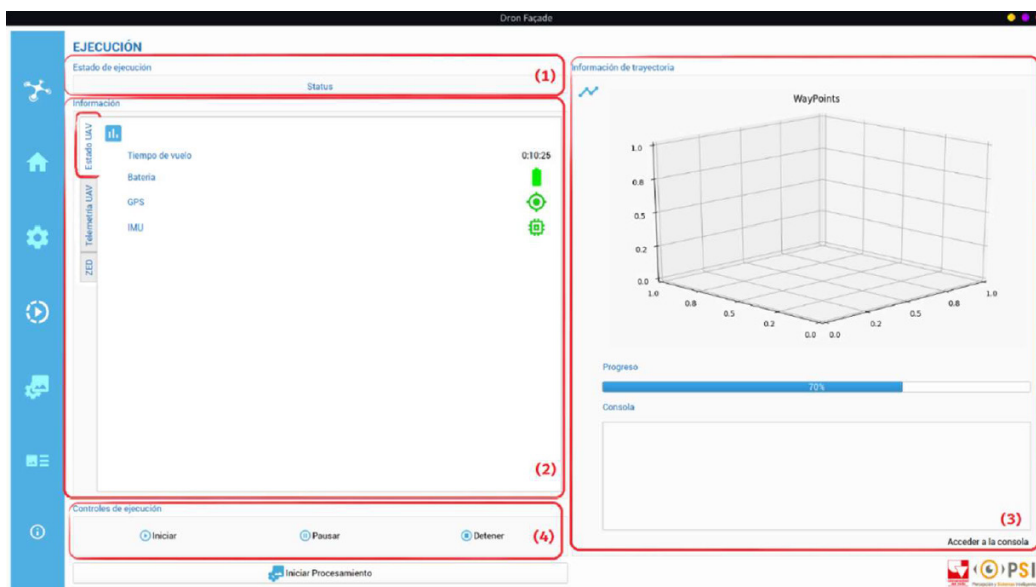 Dron Façade
EJECUCIÓN
Estado de ejecución
(1)
Status
Información
Estado UAV
Telemetría UAV
ZED
Tiempo de vuelo 0:10:25
Batería
GPS
IMU
(2)
Controles de ejecución
Iniciar Pausar Detener (4)
Iniciar Procesamiento
Información de trayectoria
WayPoints
1.0
0.8
0.5
0.2
0.0
1.0 0.8 0.5 0.2 0.0
0.0 0.2 0.5 0.8 1.0
Progreso
70%
Consola
(3)
Acceder a la consola
PSI